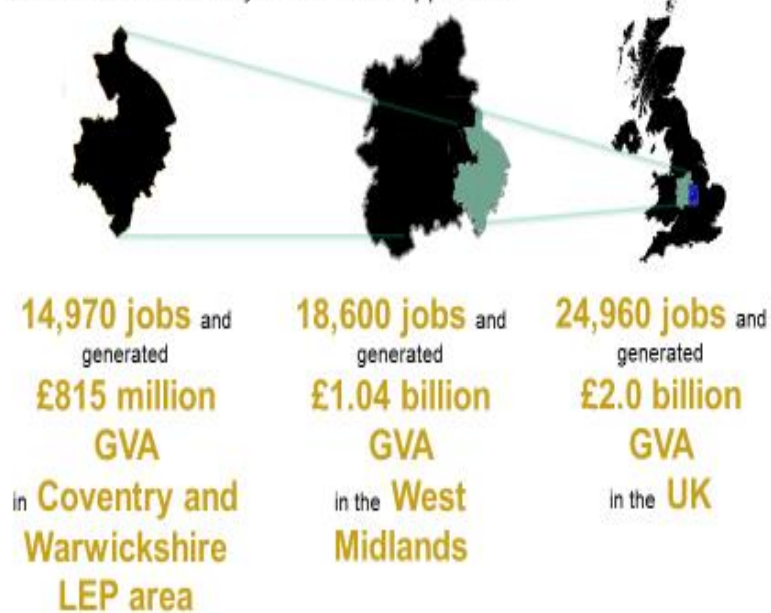 14,970 jobs and
generated
£815 million
GVA
in Coventry and
Warwickshire
LEP area
18,600 jobs and
generated
£1.04 billion
GVA
in the West
Midlands
24,960 jobs and
generated
£2.0 billion
GVA
in the UK